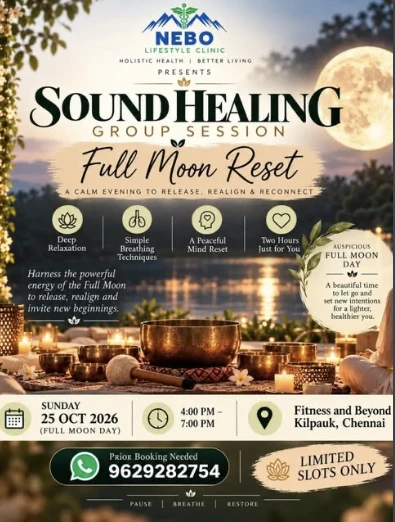 NEBO
LIFESTYLE CLINIC
HOLISTIC HEALTH | BETTER LIVING
PRESENTS
SOUND HEALING
GROUP SESSION
Full Moon Reset
A CALM EVENING TO RELEASE, REALIGN & RECONNECT
Deep
Relaxation
Simple
Breathing
Techniques
A Peaceful
Mind Reset
Two Hours
Just for You
AUSPICIOUS
FULL MOON
DAY
A beautiful time
to let go and
set new intentions
for a lighter,
healthier you.
Harness the powerful
energy of the Full Moon
to release, realign and
invite new beginnings.
SUNDAY
25 OCT 2026
(FULL MOON DAY)
4:00 PM –
7:00 PM
Fitness and Beyond
Kilpauk, Chennai
PRIOR BOOKING NEEDED
9629282754
LIMITED
SLOTS ONLY
PAUSE | BREATHE | RESTORE